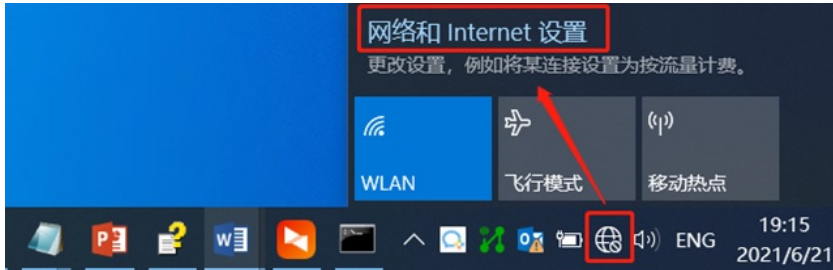 网络和 Internet 设置
更改设置，例如将某连接设置为按流量计费。
WLAN
飞行模式
移动热点
ENG
19:15
2021/6/21